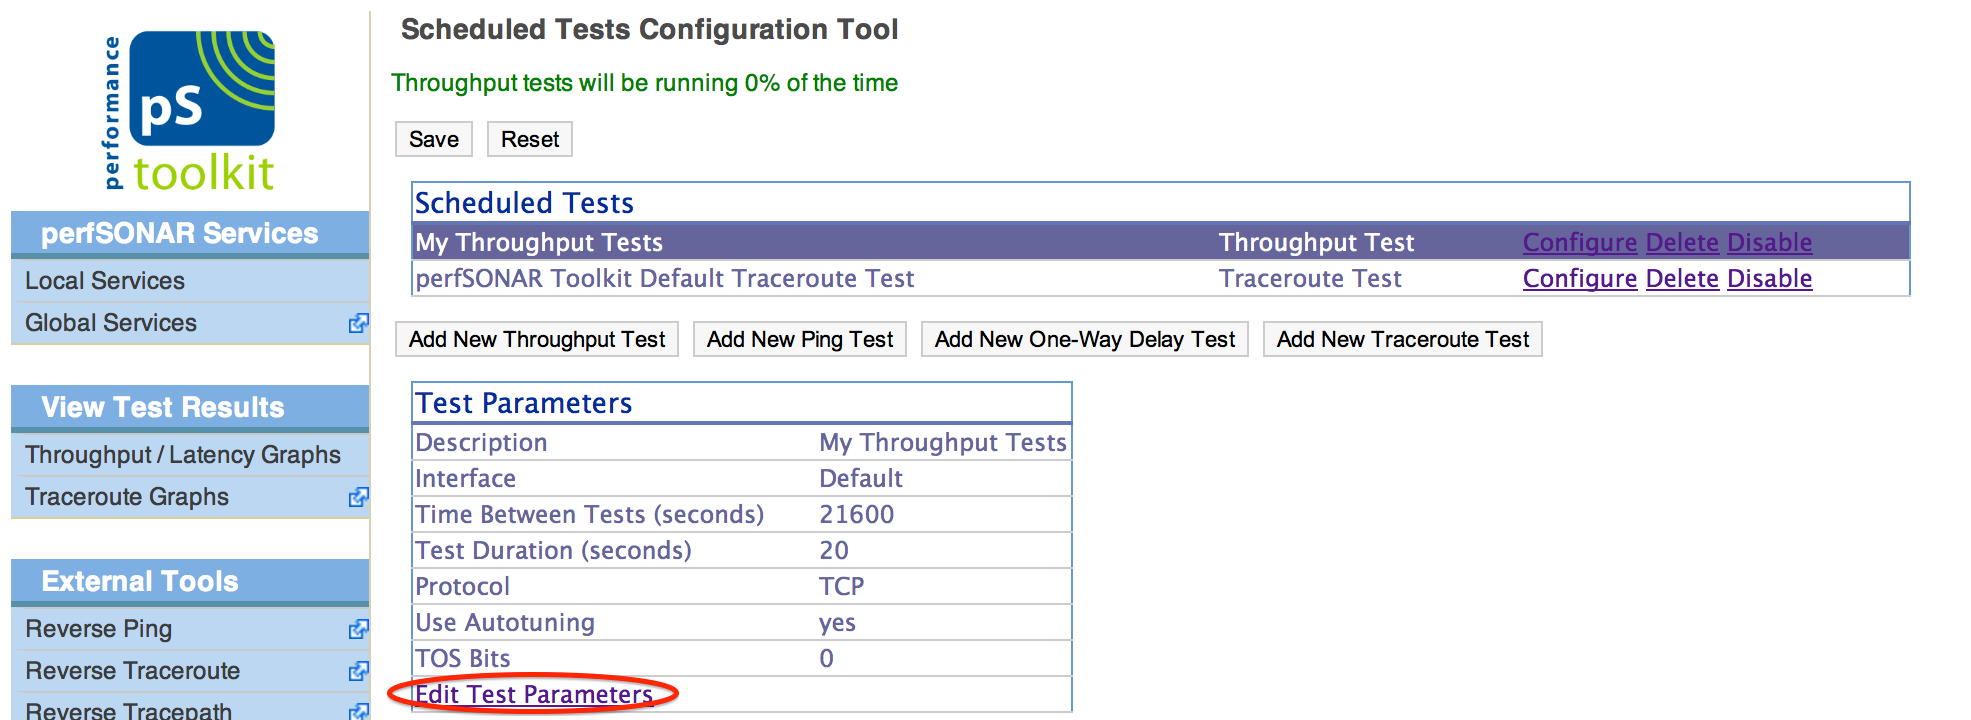 performance
pS
toolkit
perfSONAR Services
Local Services
Global Services
View Test Results
Throughput / Latency Graphs
Traceroute Graphs
External Tools
Reverse Ping
Reverse Traceroute
Reverse Tracepath
Scheduled Tests Configuration Tool
Throughput tests will be running 0% of the time
Save Reset
Scheduled Tests
My Throughput Tests Throughput Test Configure Delete Disable
perfSONAR Toolkit Default Traceroute Test Traceroute Test Configure Delete Disable
Add New Throughput Test Add New Ping Test Add New One-Way Delay Test Add New Traceroute Test
Test Parameters
Description My Throughput Tests
Interface Default
Time Between Tests (seconds) 21600
Test Duration (seconds) 20
Protocol TCP
Use Autotuning yes
TOS Bits 0
Edit Test Parameters